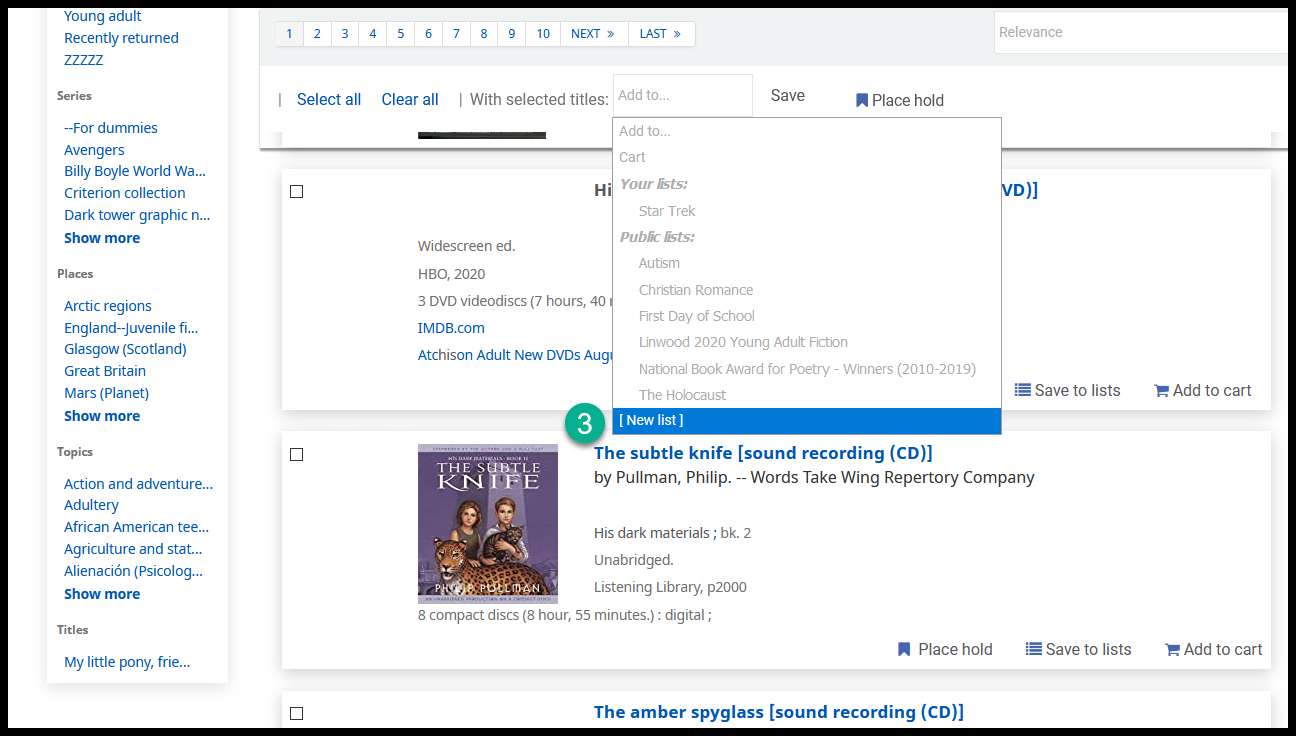 Young adult
Recently returned
ZZZZZ
Series
--For dummies
Avengers
Billy Boyle World Wa...
Criterion collection
Dark tower graphic n...
Show more
Places
Arctic regions
England--Juvenile fi...
Glasgow (Scotland)
Great Britain
Mars (Planet)
Show more
Topics
Action and adventure...
Adultery
African American tee...
Agriculture and stat...
Alienación (Psicolog...
Show more
Titles
My little pony, frie...
1 2 3 4 5 6 7 8 9 10 NEXT » LAST »
Relevance
| Select all Clear all | With selected titles: Add to... Save Place hold
Add to...
Cart
Your lists:
Star Trek
Public lists:
Autism
Christian Romance
First Day of School
Linwood 2020 Young Adult Fiction
National Book Award for Poetry - Winners (2010-2019)
The Holocaust
3 [ New list ]
Hi VD)]
Widescreen ed.
HBO, 2020
3 DVD videodiscs (7 hours, 40
IMDB.com
Atchison Adult New DVDs Augu
Save to lists Add to cart
HIS DARK MATERIALS - BOOK II
THE SUBTLE
KNIFE
PHILIP PULLMAN
The subtle knife [sound recording (CD)]
by Pullman, Philip. -- Words Take Wing Repertory Company
His dark materials ; bk. 2
Unabridged.
Listening Library, p2000
8 compact discs (8 hour, 55 minutes.) : digital ;
Place hold Save to lists Add to cart
The amber spyglass [sound recording (CD)]